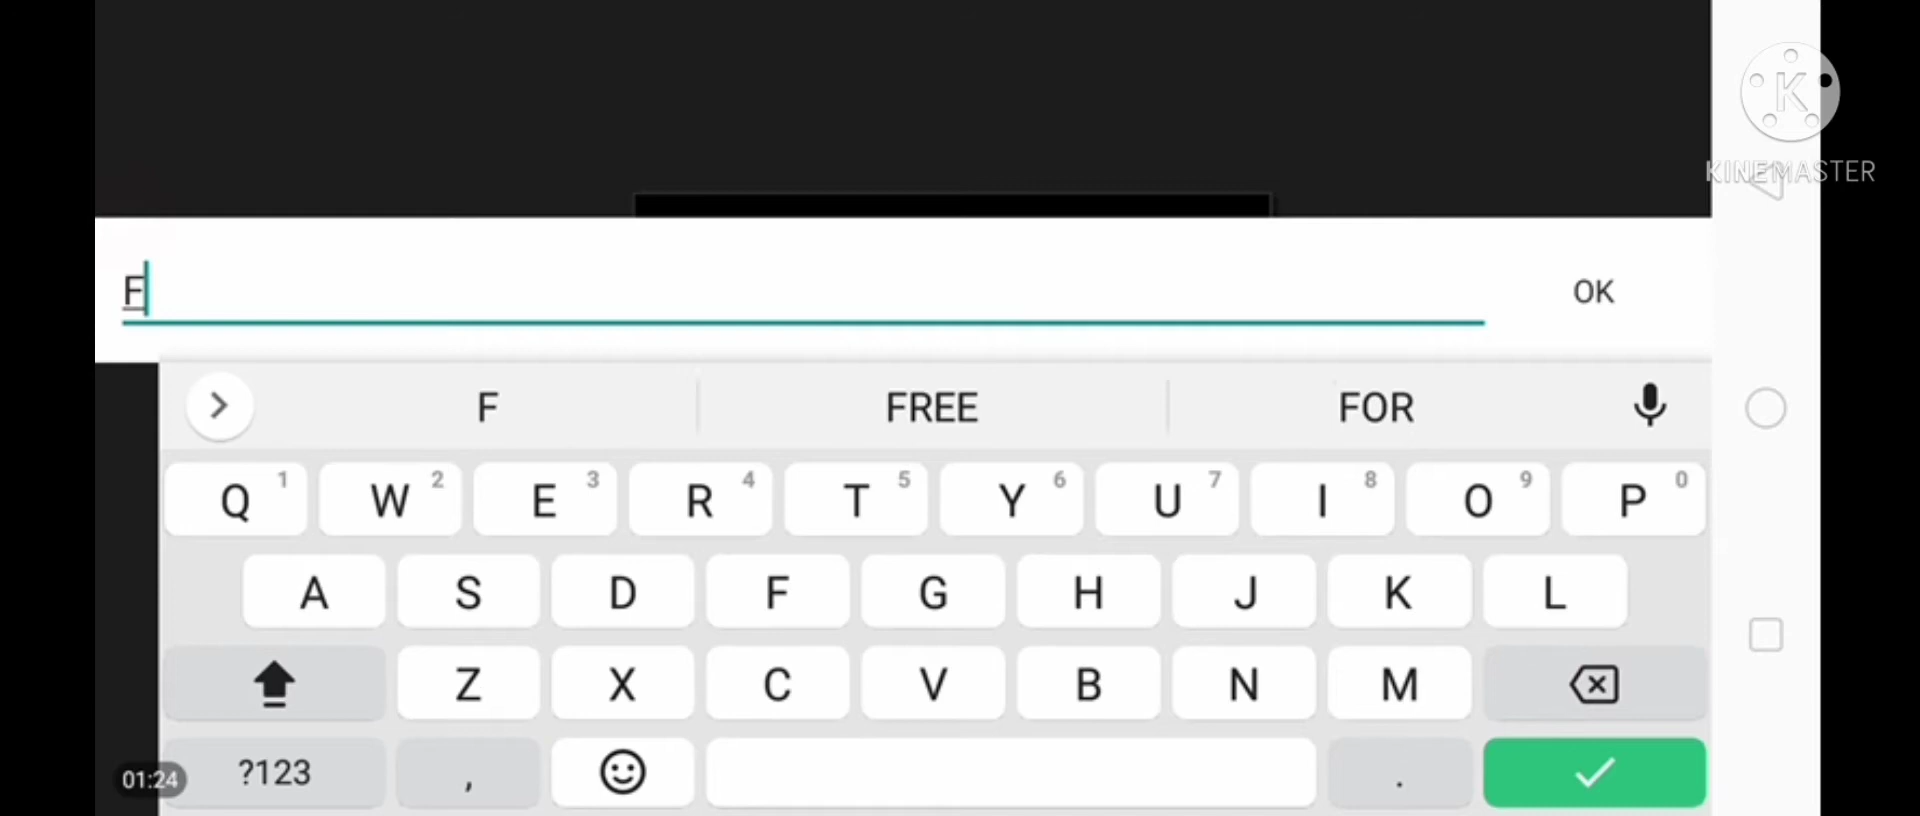 K
KINEMASTER
F
OK
F FREE FOR
Q 1 W 2 E 3 R 4 T 5 Y 6 U 7 I 8 O 9 P 0
A S D F G H J K L
Z X C V B N M
?123 , .
01:24